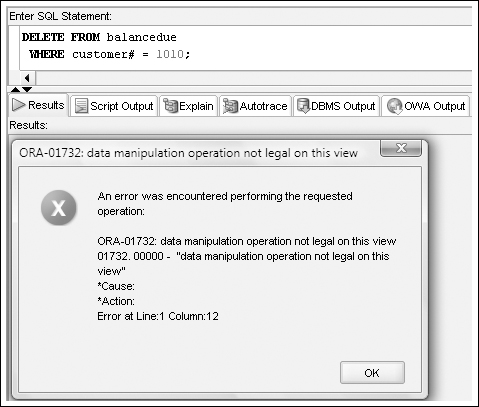 Enter SQL Statement:
DELETE FROM balancedue
WHERE customer# = 1010;
Results Script Output Explain Autotrace DBMS Output OWA Output
Results:
ORA-01732: data manipulation operation not legal on this view
An error was encountered performing the requested
operation:
ORA-01732: data manipulation operation not legal on this view
01732. 00000 - "data manipulation operation not legal on this
view"
*Cause:
*Action:
Error at Line:1 Column:12
OK